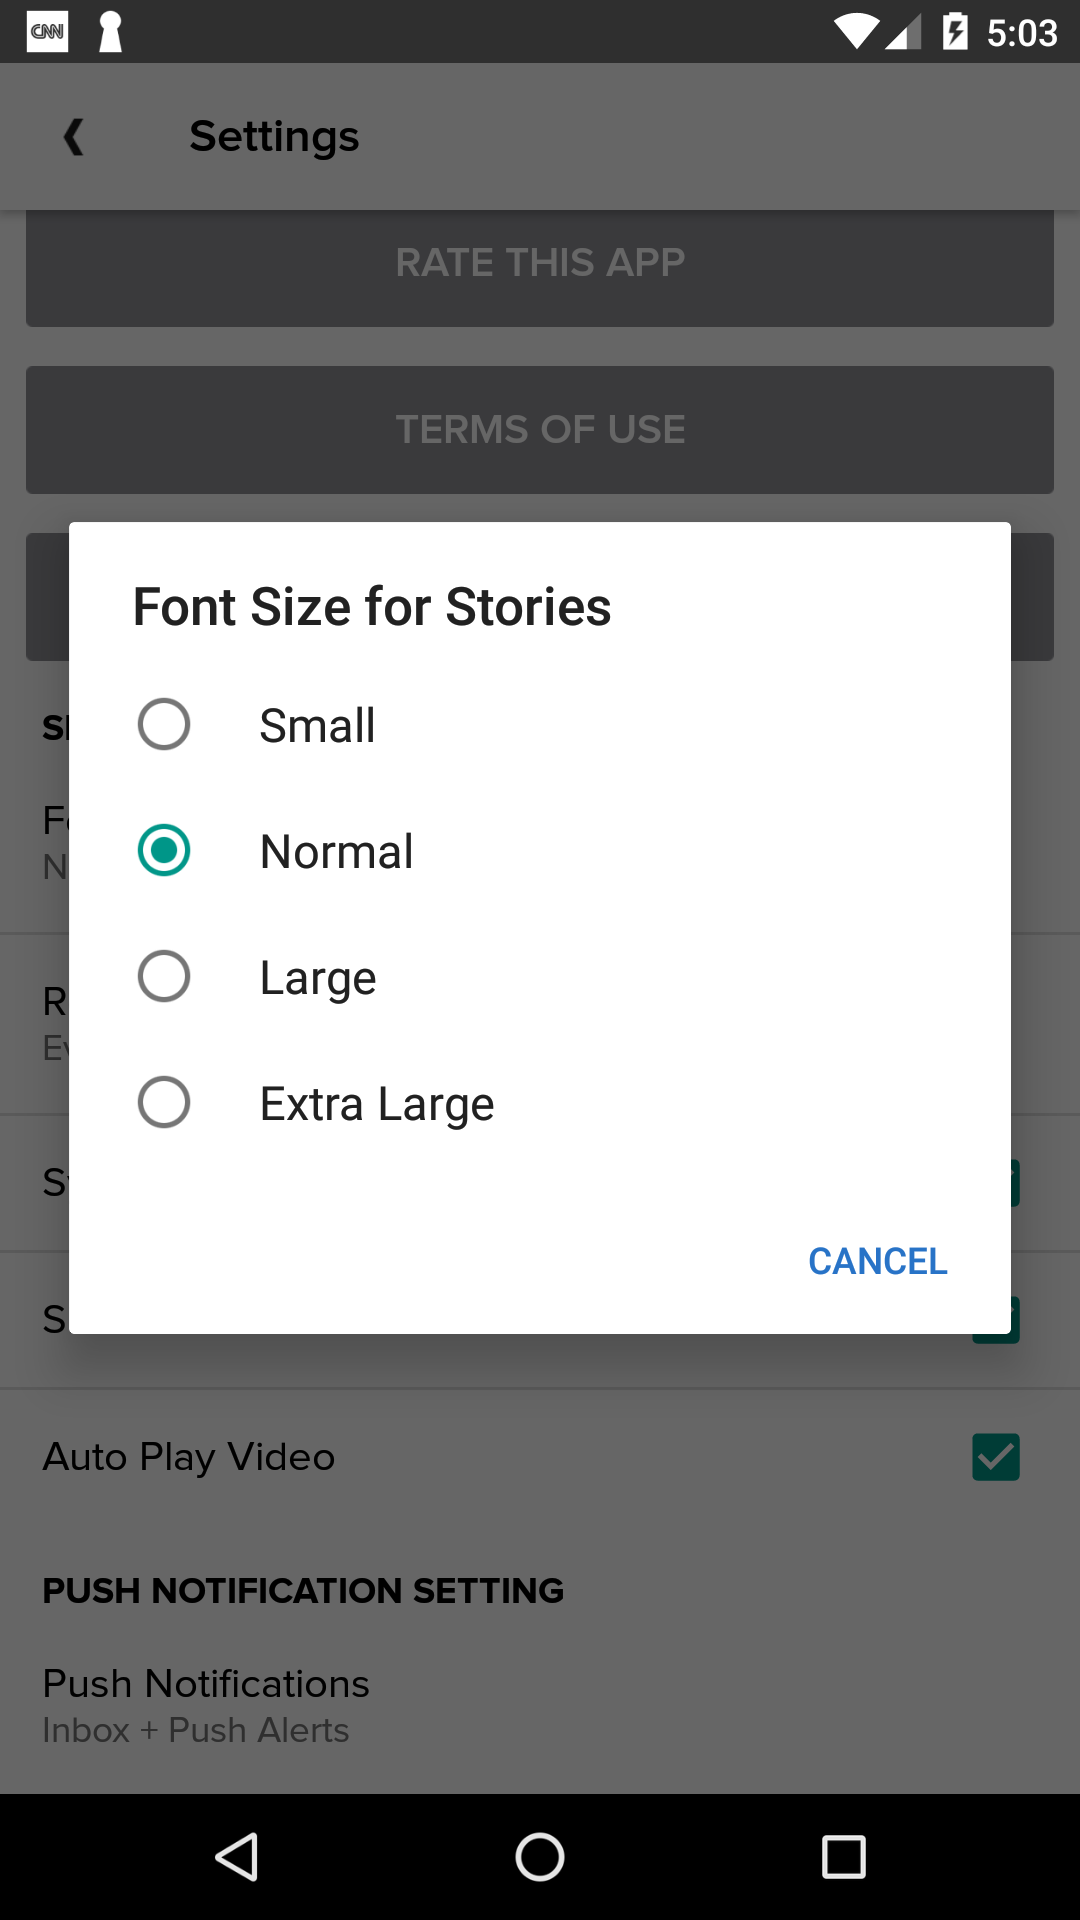 CNN
5:03
Settings
RATE THIS APP
TERMS OF USE
Font Size for Stories
Small
Normal
Large
Extra Large
CANCEL
Auto Play Video
PUSH NOTIFICATION SETTING
Push Notifications
Inbox + Push Alerts